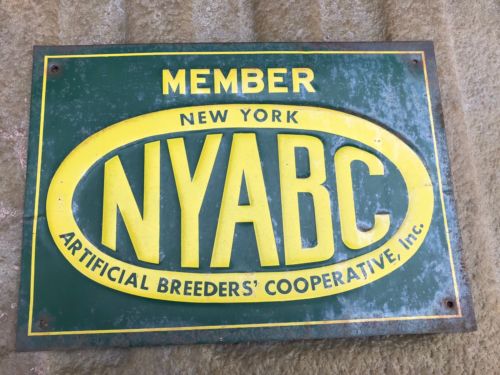 MEMBER
NEW YORK
NYABC
ARTIFICIAL BREEDERS' COOPERATIVE, Inc.